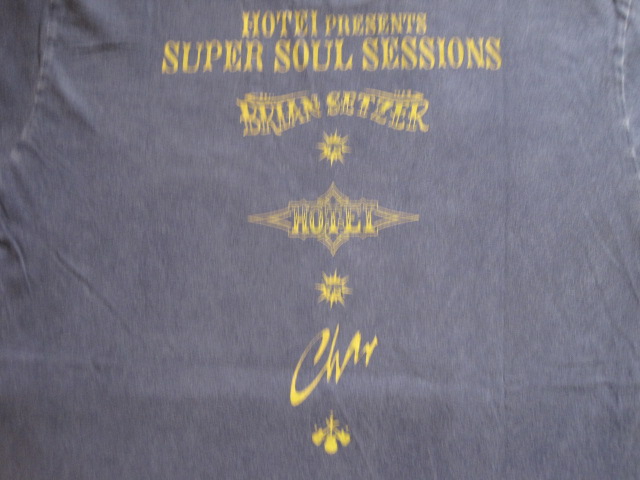 HOTEI PRESENTS
SUPER SOUL SESSIONS
BRIAN SETZER
HOTEI
Char